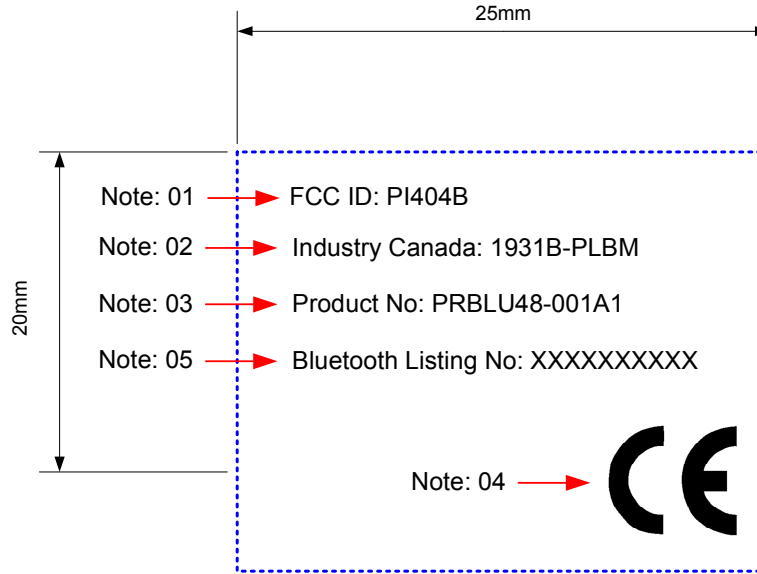 25mm
20mm
Note: 01 FCC ID: PI404B
Note: 02 Industry Canada: 1931B-PLBM
Note: 03 Product No: PRBLU48-001A1
Note: 05 Bluetooth Listing No: XXXXXXXXXX
Note: 04 CE